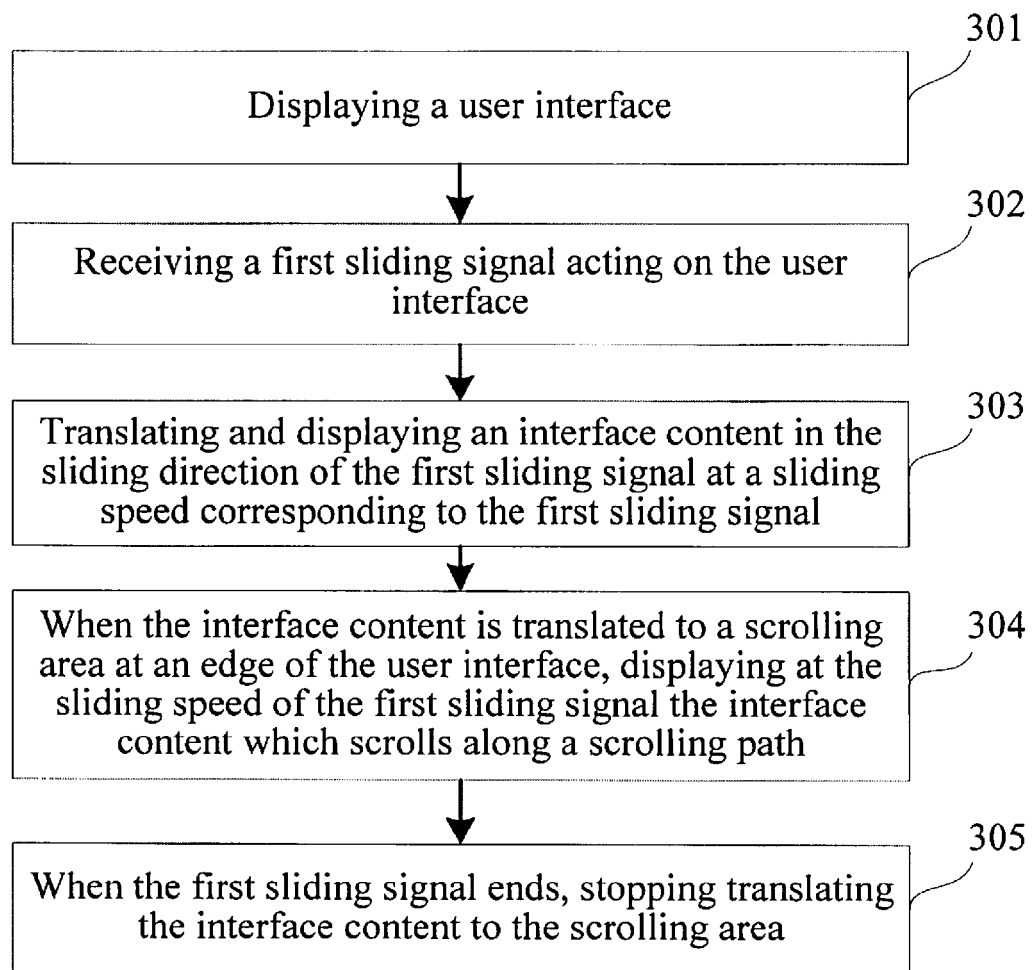 301
Displaying a user interface
302
Receiving a first sliding signal acting on the user
interface
303
Translating and displaying an interface content in the
sliding direction of the first sliding signal at a sliding
speed corresponding to the first sliding signal
304
When the interface content is translated to a scrolling
area at an edge of the user interface, displaying at the
sliding speed of the first sliding signal the interface
content which scrolls along a scrolling path
305
When the first sliding signal ends, stopping translating
the interface content to the scrolling area